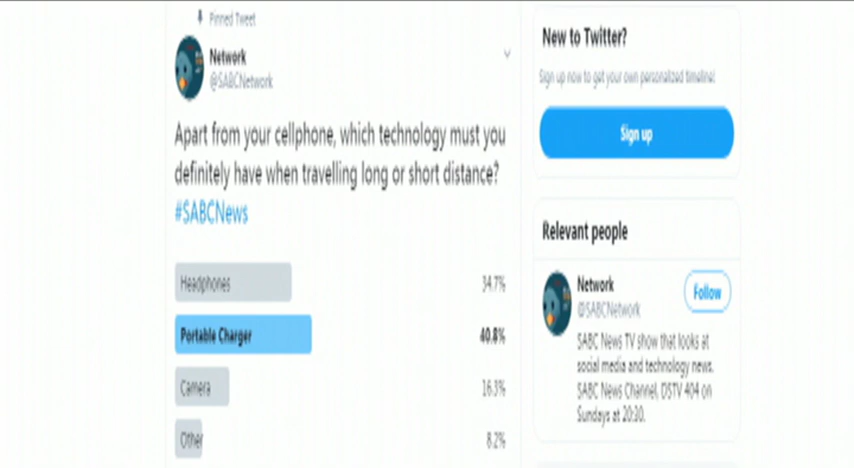 Pinned Tweet
Network
@SABCNetwork
Apart from your cellphone, which technology must you
definitely have when travelling long or short distance?
#SABCNews
Headphones 34.7%
Portable Charger 40.8%
Camera 16.3%
Other 8.2%
New to Twitter?
Sign up now to get your own personalized timeline!
Sign up
Relevant people
Network
Follow
@SABCNetwork
SABC News TV show that looks at
social media and technology news.
SABC News Channel, DSTV 404 on
Sundays at 20:30.